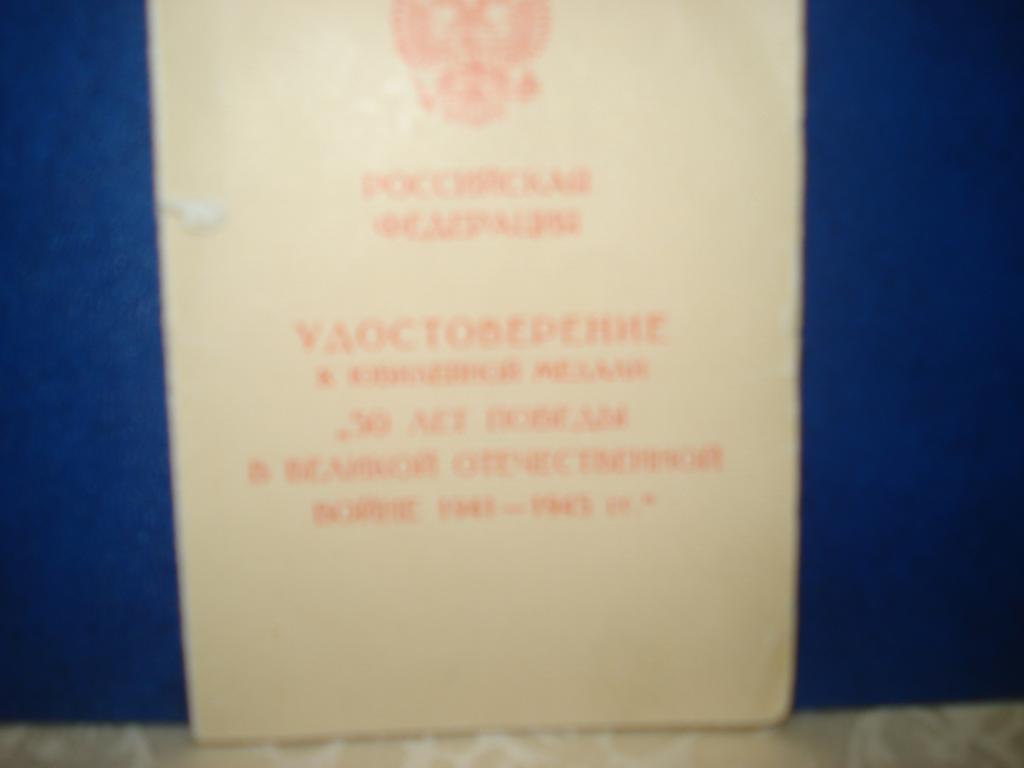 РОССИЙСКАЯ
ФЕДЕРАЦИЯ
УДОСТОВЕРЕНИЕ
К ЮБИЛЕЙНОЙ МЕДАЛИ
„50 ЛЕТ ПОБЕДЫ
В ВЕЛИКОЙ ОТЕЧЕСТВЕННОЙ
ВОЙНЕ 1941—1945 гг.“